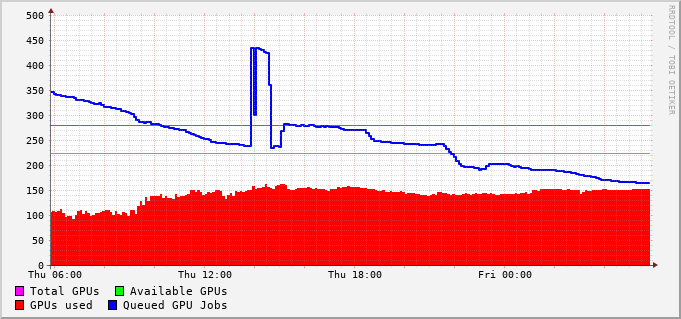 500
450
400
350
300
250
200
150
100
50
0
Thu 06:00 Thu 12:00 Thu 18:00 Fri 00:00
Total GPUs Available GPUs
GPUs used Queued GPU Jobs
RRDTOOL / TOBI OETIKER